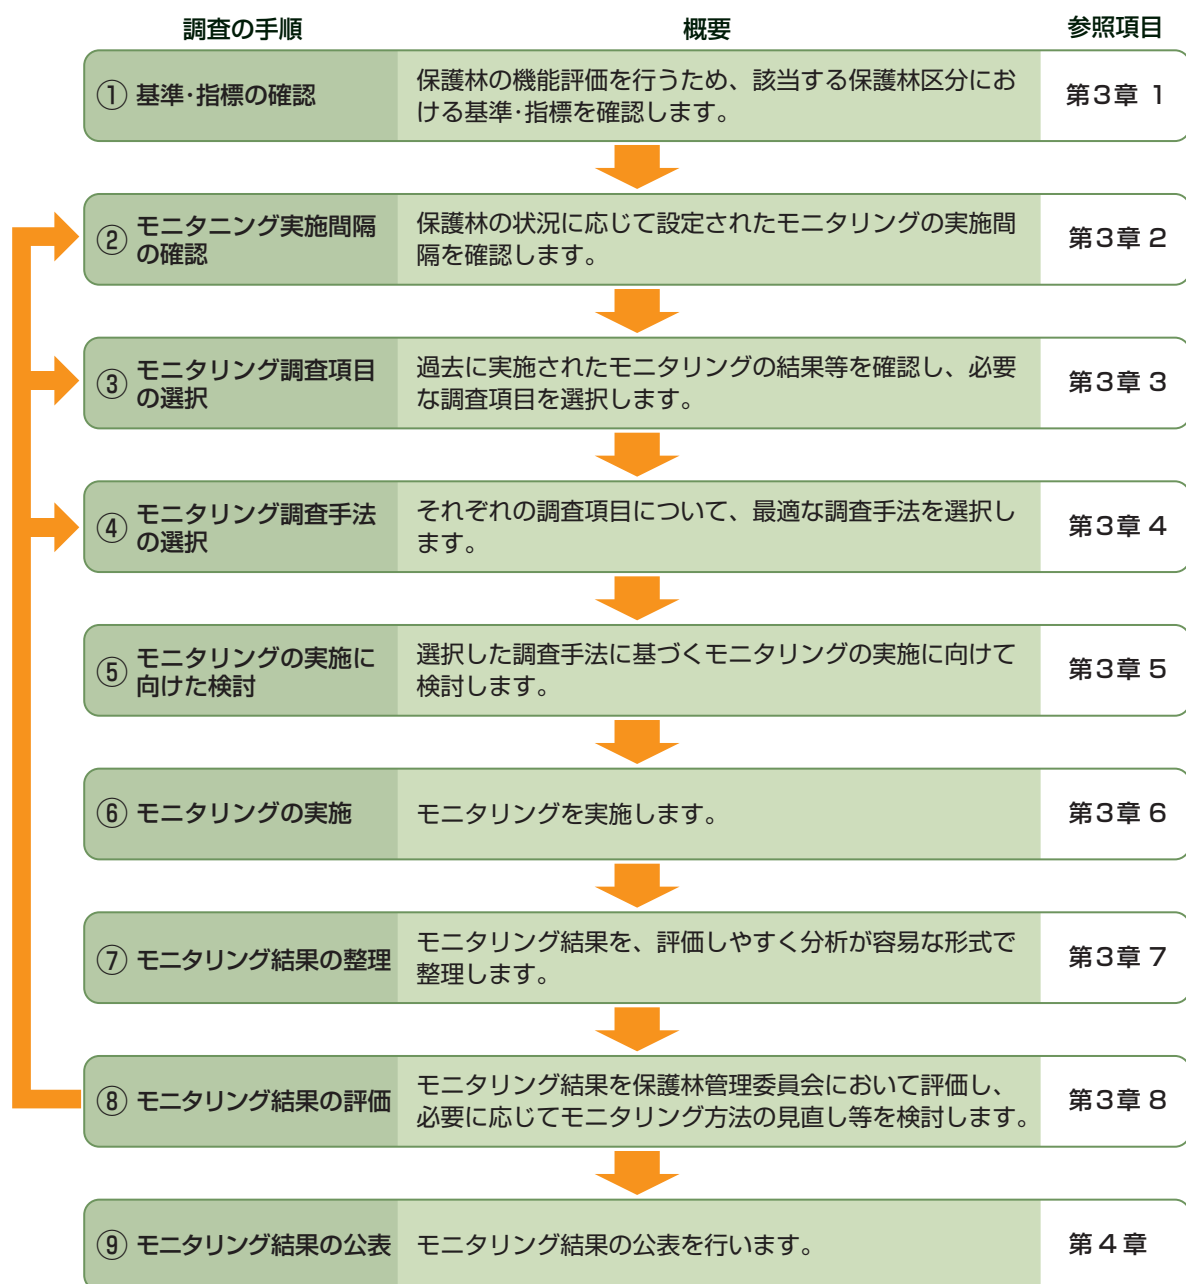 調査の手順 概要 参照項目
① 基準・指標の確認
保護林の機能評価を行うため、該当する保護林区分にお
ける基準・指標を確認します。
第3章 1
② モニタニング実施間隔
の確認
保護林の状況に応じて設定されたモニタリングの実施間
隔を確認します。
第3章 2
③ モニタリング調査項目
の選択
過去に実施されたモニタリングの結果等を確認し、必要
な調査項目を選択します。
第3章 3
④ モニタリング調査手法
の選択
それぞれの調査項目について、最適な調査手法を選択し
ます。
第3章 4
⑤ モニタリングの実施に
向けた検討
選択した調査手法に基づくモニタリングの実施に向けて
検討します。
第3章 5
⑥ モニタリングの実施
モニタリングを実施します。
第3章 6
⑦ モニタリング結果の整理
モニタリング結果を、評価しやすく分析が容易な形式で
整理します。
第3章 7
⑧ モニタリング結果の評価
モニタリング結果を保護林管理委員会において評価し、
必要に応じてモニタリング方法の見直し等を検討します。
第3章 8
⑨ モニタリング結果の公表
モニタリング結果の公表を行います。
第4章